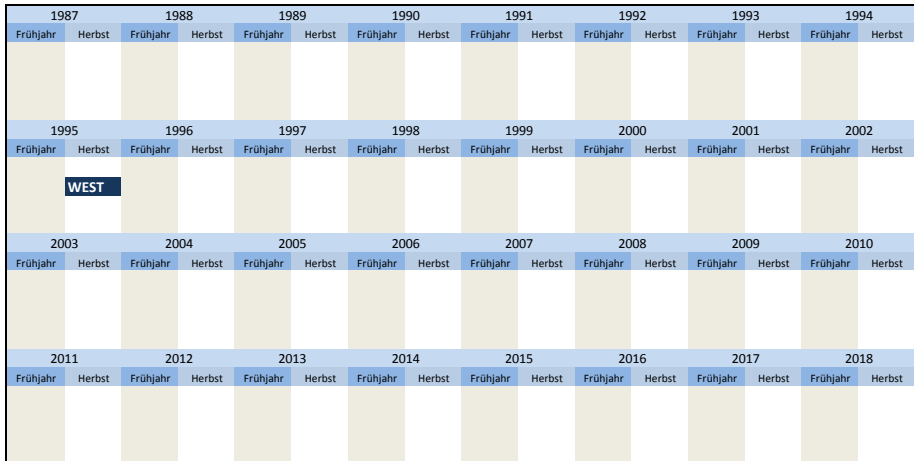 1987 1988 1989 1990 1991 1992 1993 1994
Frühjahr Herbst Frühjahr Herbst Frühjahr Herbst Frühjahr Herbst Frühjahr Herbst Frühjahr Herbst Frühjahr Herbst Frühjahr Herbst
1995 1996 1997 1998 1999 2000 2001 2002
Frühjahr Herbst Frühjahr Herbst Frühjahr Herbst Frühjahr Herbst Frühjahr Herbst Frühjahr Herbst Frühjahr Herbst Frühjahr Herbst
WEST
2003 2004 2005 2006 2007 2008 2009 2010
Frühjahr Herbst Frühjahr Herbst Frühjahr Herbst Frühjahr Herbst Frühjahr Herbst Frühjahr Herbst Frühjahr Herbst Frühjahr Herbst
2011 2012 2013 2014 2015 2016 2017 2018
Frühjahr Herbst Frühjahr Herbst Frühjahr Herbst Frühjahr Herbst Frühjahr Herbst Frühjahr Herbst Frühjahr Herbst Frühjahr Herbst